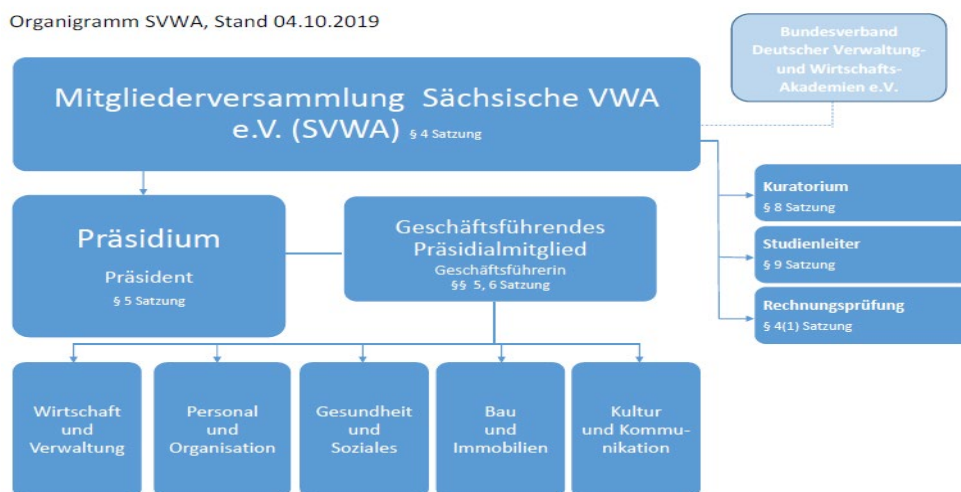 Organigramm SVWA, Stand 04.10.2019
Bundesverband
Deutscher Verwaltung-
und Wirtschafts-
Akademien e.V.
Mitgliederversammlung Sächsische VWA
e.V. (SVWA) § 4 Satzung
Kuratorium
§ 8 Satzung
Studienleiter
§ 9 Satzung
Rechnungsprüfung
§ 4(1) Satzung
Präsidium
Präsident
§ 5 Satzung
Geschäftsführendes
Präsidialmitglied
Geschäftsführerin
§§ 5, 6 Satzung
Wirtschaft
und
Verwaltung
Personal
und
Organisation
Gesundheit
und
Soziales
Bau
und
Immobilien
Kultur
und Kommu-
nikation